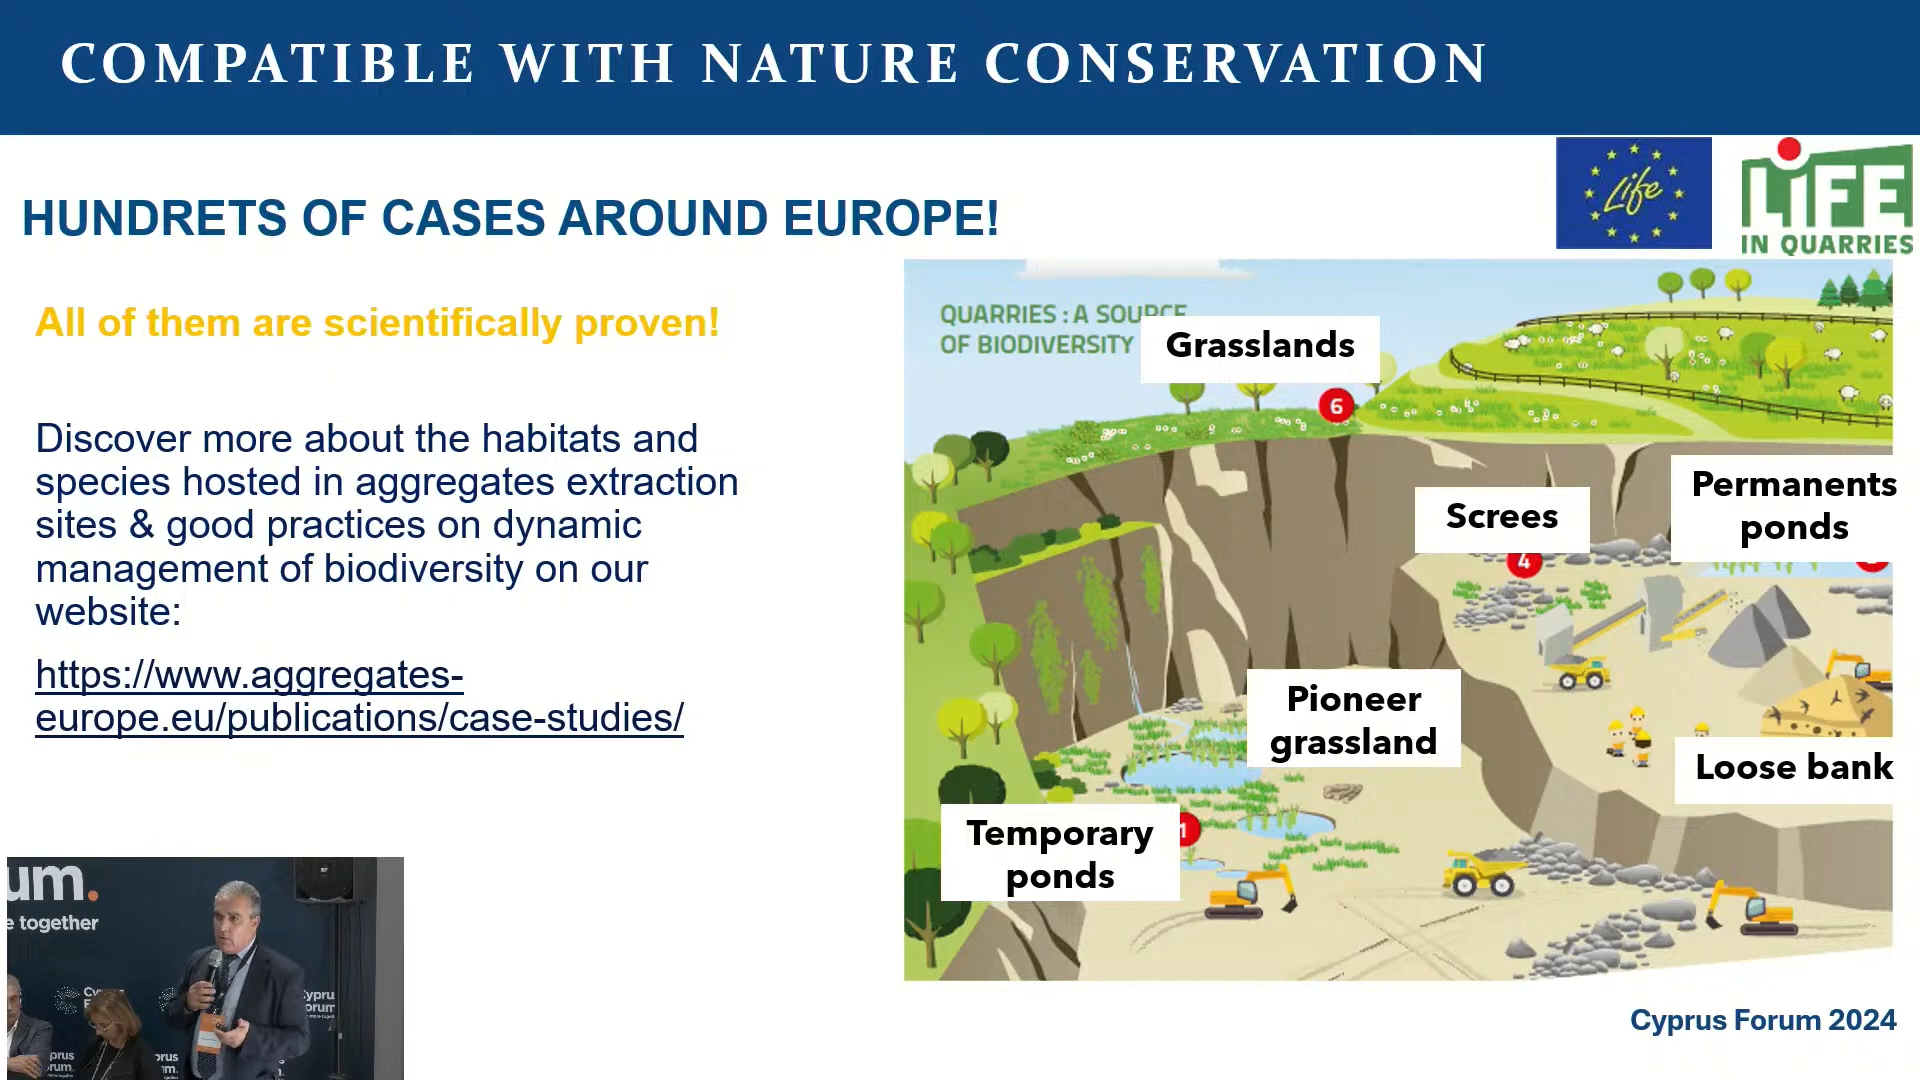 COMPATIBLE WITH NATURE CONSERVATION
Life
LiFE
IN QUARRIES
HUNDRETS OF CASES AROUND EUROPE!
All of them are scientifically proven!
Discover more about the habitats and
species hosted in aggregates extraction
sites & good practices on dynamic
management of biodiversity on our
website:
https://www.aggregates-
europe.eu/publications/case-studies/
QUARRIES : A SOURCE
OF BIODIVERSITY
Grasslands
6
Screes
4
Permanents
ponds
Pioneer
grassland
Loose bank
Temporary
ponds
1
um.
e together
Cyprus Forum 2024